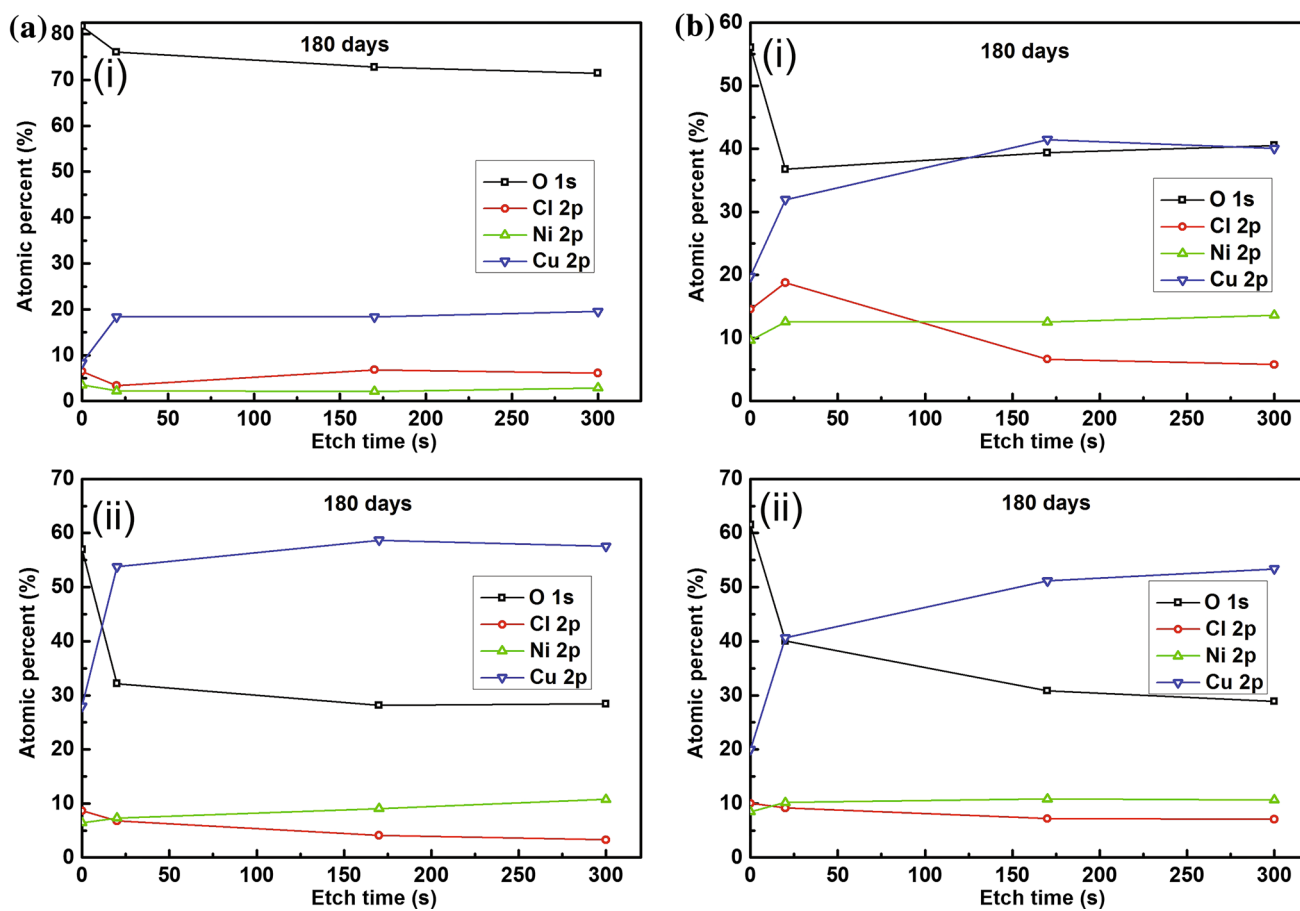 (a)
(i)
180 days
80
70
60
50
40
30
20
10
0
Atomic percent (%)
O 1s
Cl 2p
Ni 2p
Cu 2p
0 50 100 150 200 250 300
Etch time (s)
(b)
(i)
180 days
60
50
40
30
20
10
0
Atomic percent (%)
O 1s
Cl 2p
Ni 2p
Cu 2p
0 50 100 150 200 250 300
Etch time (s)
(ii)
180 days
70
60
50
40
30
20
10
0
Atomic percent (%)
O 1s
Cl 2p
Ni 2p
Cu 2p
0 50 100 150 200 250 300
Etch time (s)
(ii)
180 days
70
60
50
40
30
20
10
0
Atomic percent (%)
O 1s
Cl 2p
Ni 2p
Cu 2p
0 50 100 150 200 250 300
Etch time (s)